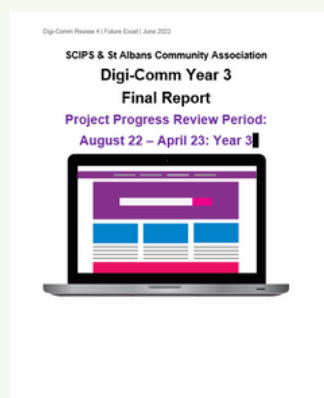 Digi-Comm Review 4 | Future Excel | June 2023
SCIPS & St Albans Community Association
Digi-Comm Year 3
Final Report
Project Progress Review Period:
August 22 – April 23: Year 3